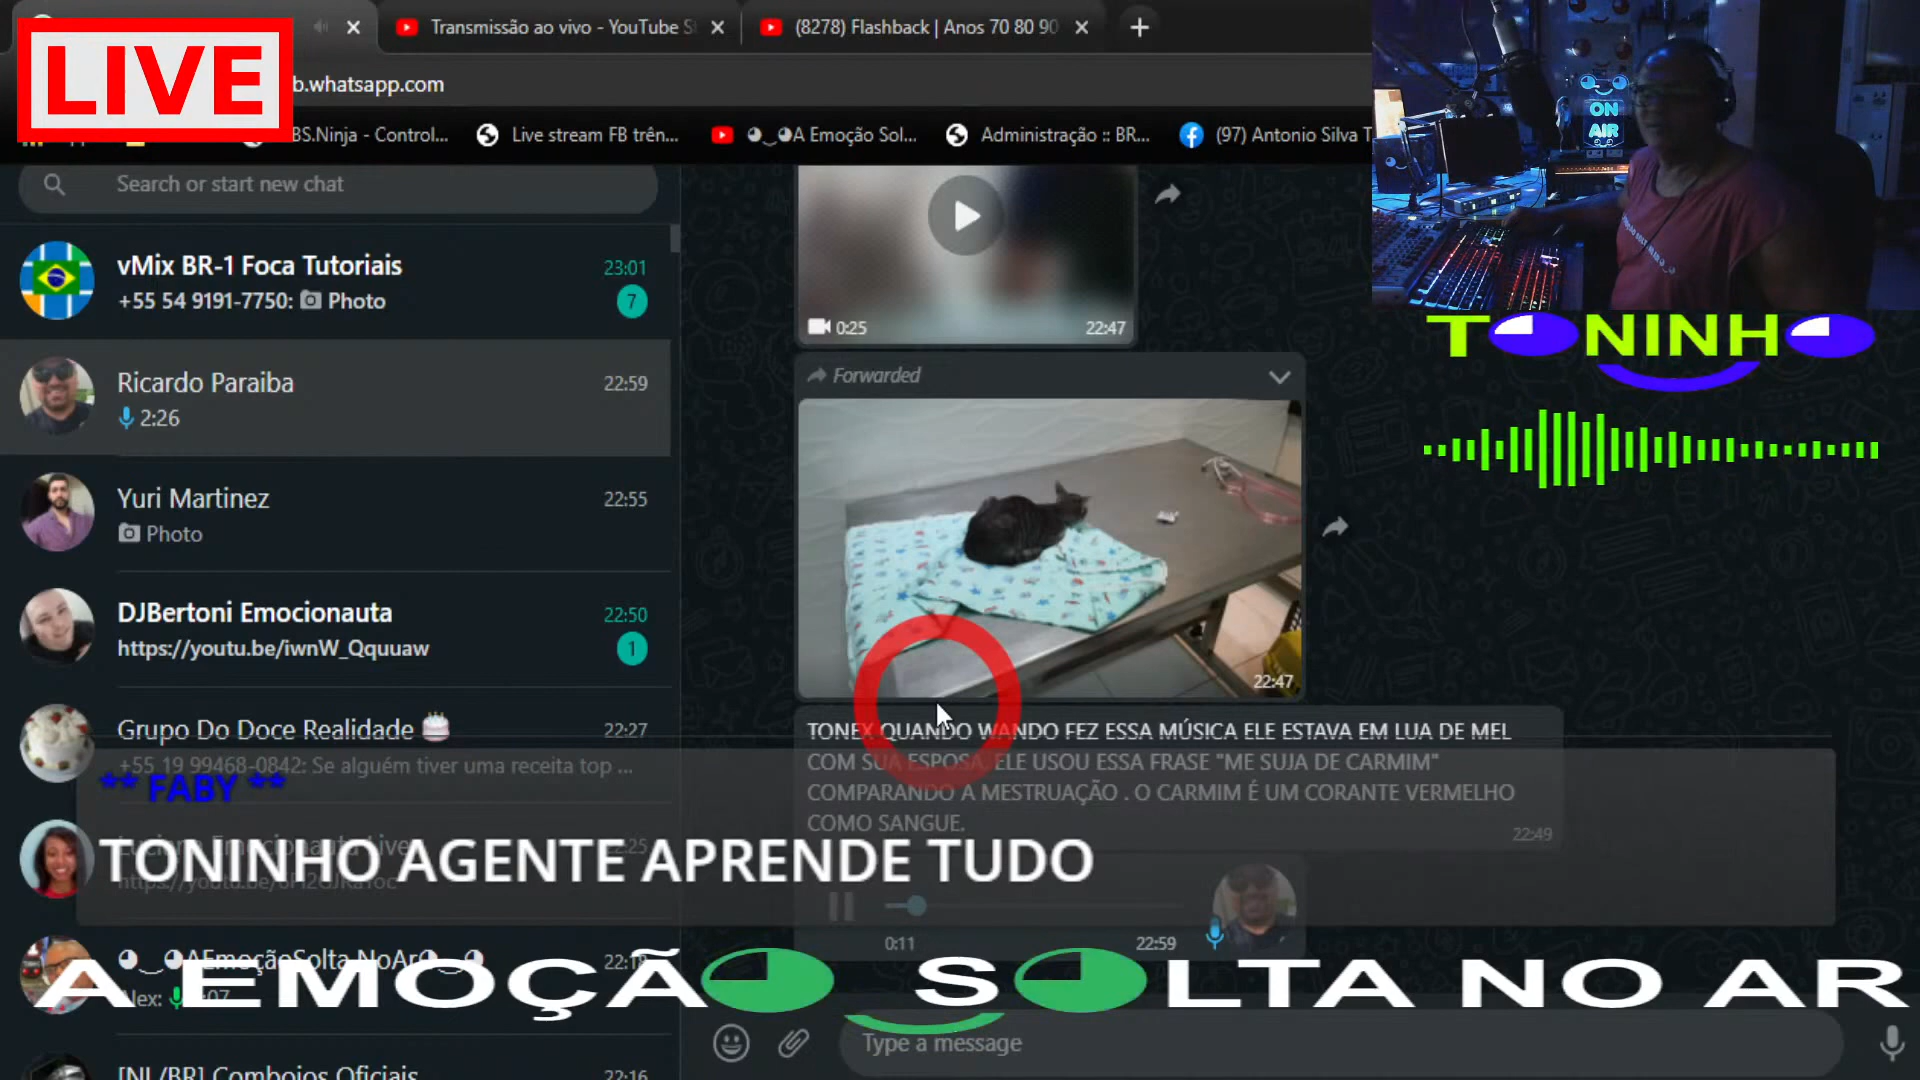 LIVE
Transmissão ao vivo - YouTube S
(8278) Flashback | Anos 70 80 90
b.whatsapp.com
BS.Ninja - Control...
Live stream FB trên...
A Emoção Sol...
Administração :: BR...
(97) Antonio Silva T
ON
AIR
TONINHO
Search or start new chat
vMix BR-1 Foca Tutoriais
23:01
+55 54 9191-7750: Photo
7
Ricardo Paraiba
22:59
2:26
Yuri Martinez
22:55
Photo
DJBertoni Emocionauta
22:50
https://youtu.be/iwnW_Qquuaw
1
Grupo Do Doce Realidade
22:27
+55 19 99468-0842: Se alguém tiver uma receita top ...
0:25
22:47
Forwarded
22:47
TONEX QUANDO WANDO FEZ ESSA MÚSICA ELE ESTAVA EM LUA DE MEL
COM SUA ESPOSA. ELE USOU ESSA FRASE "ME SUJA DE CARMIM"
COMPARANDO A MESTRUAÇÃO . O CARMIM É UM CORANTE VERMELHO
COMO SANGUE.
22:49
** FABY **
TONINHO AGENTE APRENDE TUDO
0:11
22:59
AEmoçãoSolta NoAr
A EMOÇÃO SOLTA NO AR
Type a message
[NL/BR] Comboios Oficiais
22:16